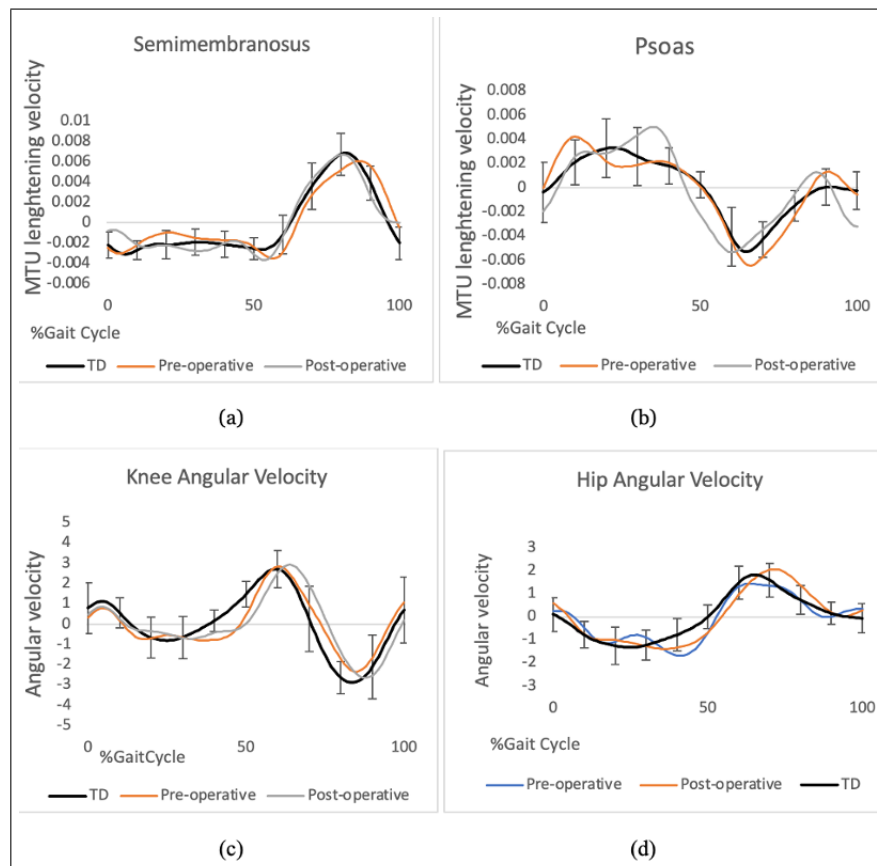 Semimembranosus
MTU lenghtening velocity
0.01
0.008
0.006
0.004
0.002
0
-0.002
-0.004
-0.006
0
50
100
%Gait Cycle
TD
Pre-operative
Post-operative
(a)
Psoas
MTU lenghtening velocity
0.008
0.006
0.004
0.002
0
-0.002
-0.004
-0.006
-0.008
0
50
100
%Gait Cycle
TD
Pre-operative
Post-operative
(b)
Knee Angular Velocity
Angular velocity
5
4
3
2
1
0
-1
-2
-3
-4
-5
0
50
100
%GaitCycle
TD
Pre-operative
Post-operative
(c)
Hip Angular Velocity
Angular velocity
3
2
1
0
-1
-2
-3
0
50
100
%Gait Cycle
Pre-operative
Post-operative
TD
(d)